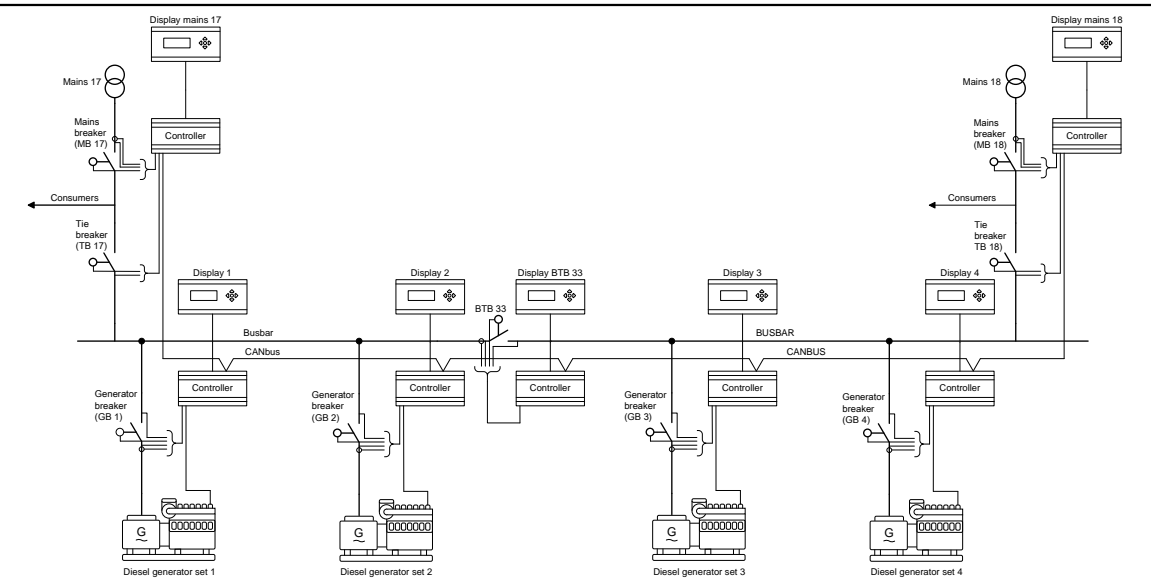 Display mains 17
Display mains 18
Mains 17
Mains 18
Mains
breaker
(MB 17)
Controller
Mains
breaker
(MB 18)
Controller
Consumers
Consumers
Tie
breaker
(TB 17)
Tie
breaker
TB 18)
Display 1
Display 2
Display BTB 33
Display 3
Display 4
BTB 33
Busbar
BUSBAR
CANbus
CANBUS
Generator
breaker
(GB 1)
Controller
Generator
breaker
(GB 2)
Controller
Controller
Generator
breaker
(GB 3)
Controller
Generator
breaker
(GB 4)
Controller
G
G
G
G
Diesel generator set 1
Diesel generator set 2
Diesel generator set 3
Diesel generator set 4